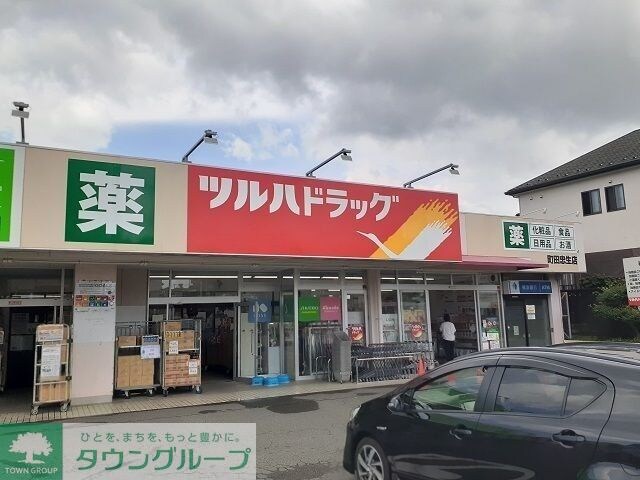 薬
ツルハドラッグ
薬
化粧品
食品
日用品
お酒
町田忠生店
TOWN GROUP
ひとを、まちを、もっと豊かに。
タウングループ